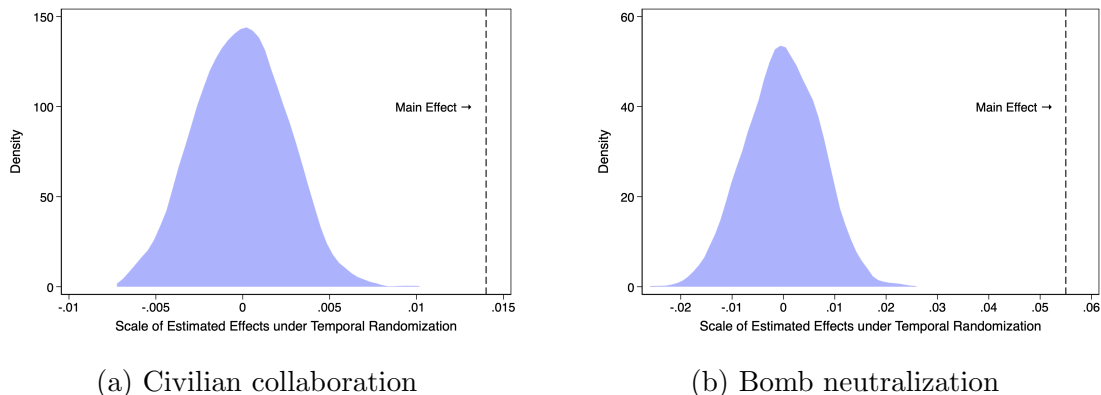 150
100
50
0
Density
Main Effect →
-.01 -.005 0 .005 .015
Scale of Estimated Effects under Temporal Randomization
(a) Civilian collaboration
60
40
20
0
Density
Main Effect →
-.02 -.01 0 .01 .02 .03 .04 .05 .06
Scale of Estimated Effects under Temporal Randomization
(b) Bomb neutralization